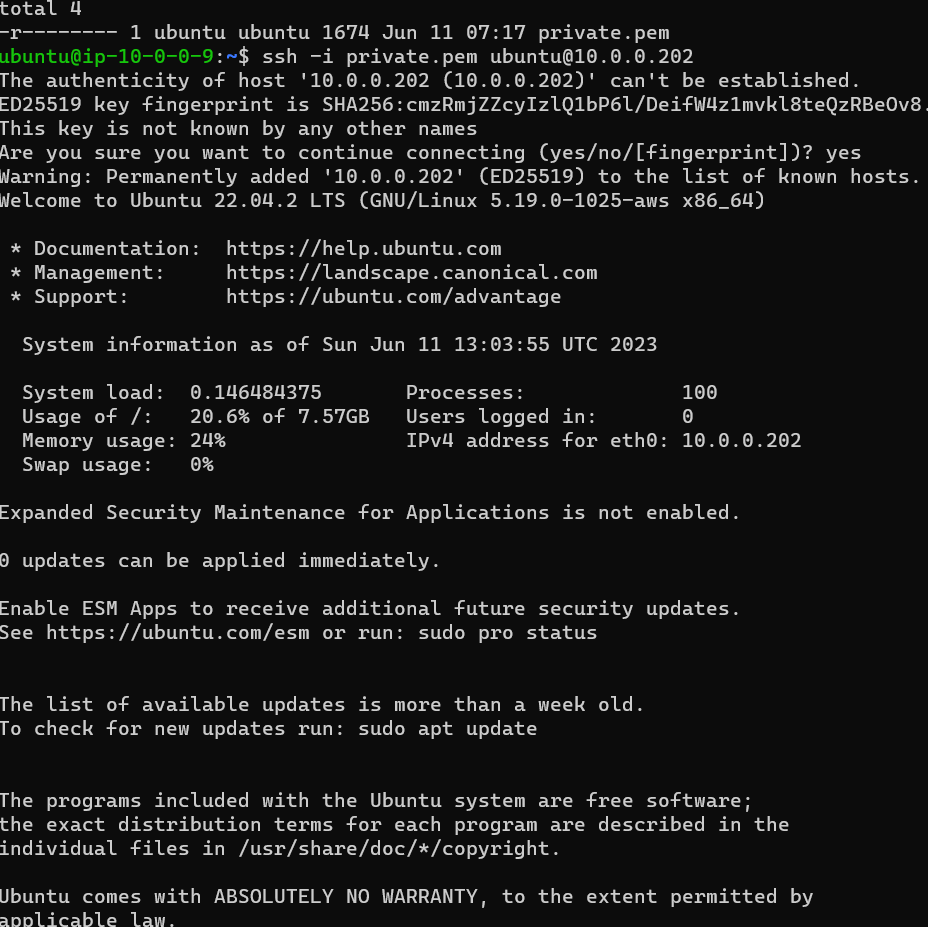 total 4
-r-------- 1 ubuntu ubuntu 1674 Jun 11 07:17 private.pem
ubuntu@ip-10-0-0-9:~$ ssh -i private.pem ubuntu@10.0.0.202
The authenticity of host '10.0.0.202 (10.0.0.202)' can't be established.
ED25519 key fingerprint is SHA256:cmzRmjZZcyIzlQ1bP6l/DeifW4z1mvkl8teQzRBeOv8.
This key is not known by any other names
Are you sure you want to continue connecting (yes/no/[fingerprint])? yes
Warning: Permanently added '10.0.0.202' (ED25519) to the list of known hosts.
Welcome to Ubuntu 22.04.2 LTS (GNU/Linux 5.19.0-1025-aws x86_64)
* Documentation: https://help.ubuntu.com
* Management: https://landscape.canonical.com
* Support: https://ubuntu.com/advantage
System information as of Sun Jun 11 13:03:55 UTC 2023
System load: 0.146484375 Processes: 100
Usage of /: 20.6% of 7.57GB Users logged in: 0
Memory usage: 24% IPv4 address for eth0: 10.0.0.202
Swap usage: 0%
Expanded Security Maintenance for Applications is not enabled.
0 updates can be applied immediately.
Enable ESM Apps to receive additional future security updates.
See https://ubuntu.com/esm or run: sudo pro status
The list of available updates is more than a week old.
To check for new updates run: sudo apt update
The programs included with the Ubuntu system are free software;
the exact distribution terms for each program are described in the
individual files in /usr/share/doc/*/copyright.
Ubuntu comes with ABSOLUTELY NO WARRANTY, to the extent permitted by
applicable law.